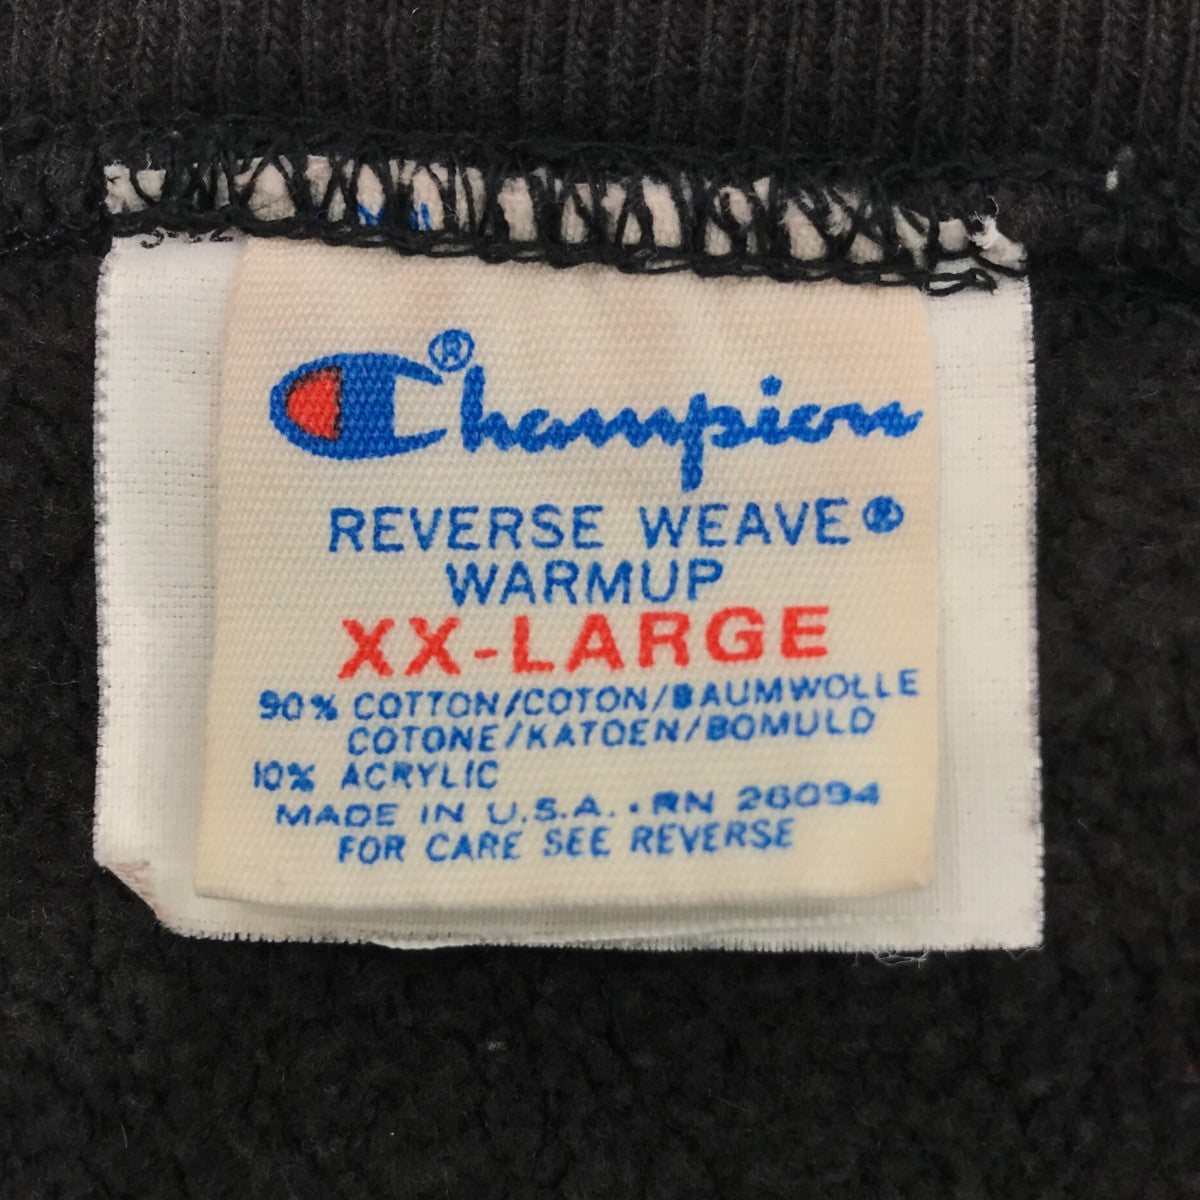 Champion®
REVERSE WEAVE®
WARMUP
XX-LARGE
90% COTTON/COTON/BAUMWOLLE
COTONE/KATOEN/BOMULD
10% ACRYLIC
MADE IN U.S.A. • RN 26094
FOR CARE SEE REVERSE